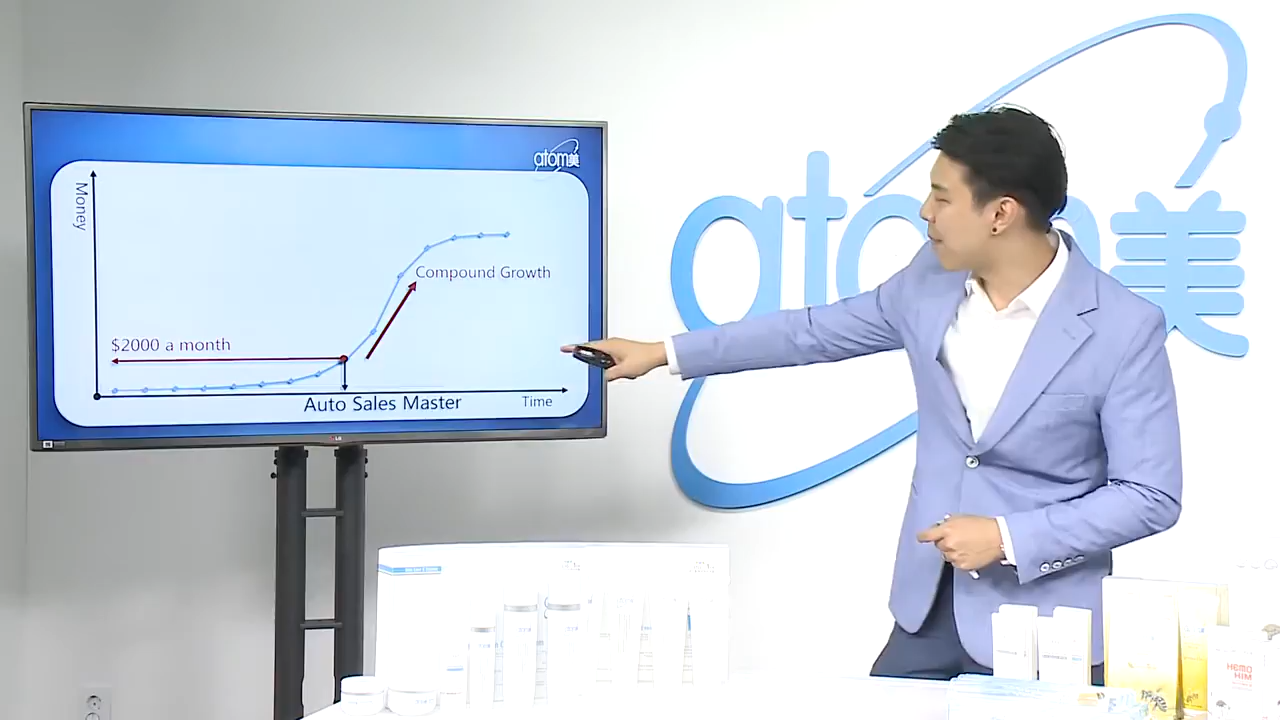 atom美
Money
Compound Growth
$2000 a month
Auto Sales Master
Time
LG
atom美
HEMO
HIM